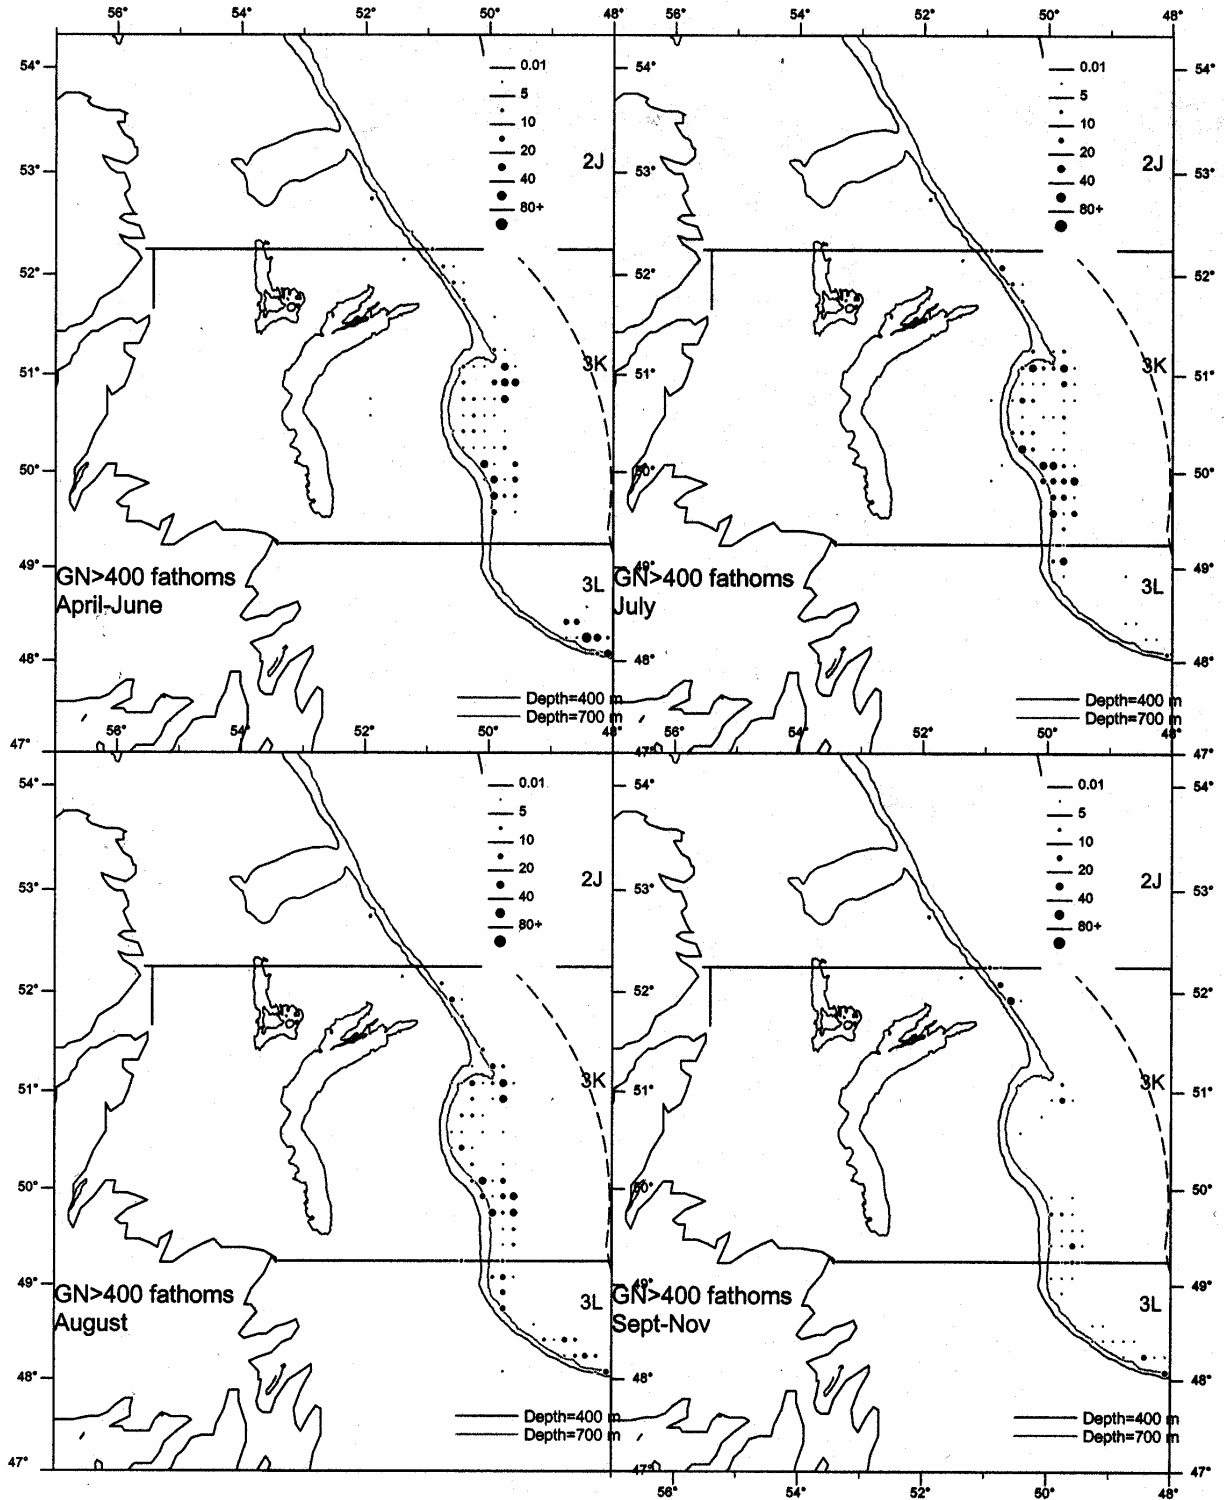 56° 54° 52° 50° 48° 54° 52° 50° 48°
54° 0.01 54° 0.01 54°
5 5
10 10
20 20
53° 40 2J 53° 40 2J 53°
80+ 80+
52° 52° 52°
51° 3K 51° 3K 51°
50° 50° 50°
49° 49° 49°
GN>400 fathoms 3L GN>400 fathoms 3L
April-June July
48° 48° 48°
Depth=400 m Depth=400 m
Depth=700 m Depth=700 m
47° 56° 54° 52° 50° 48° 47° 56° 54° 52° 50° 48° 47°
54° 0.01 54° 0.01 54°
5 5
10 10
20 20
53° 40 2J 53° 40 2J 53°
80+ 80+
52° 52° 52°
51° 3K 51° 3K 51°
50° 50° 50°
49° 49° 49°
GN>400 fathoms 3L GN>400 fathoms 3L
August Sept-Nov
48° 48° 48°
Depth=400 m Depth=400 m
Depth=700 m Depth=700 m
47° 47° 47°
56° 54° 52° 50° 48°